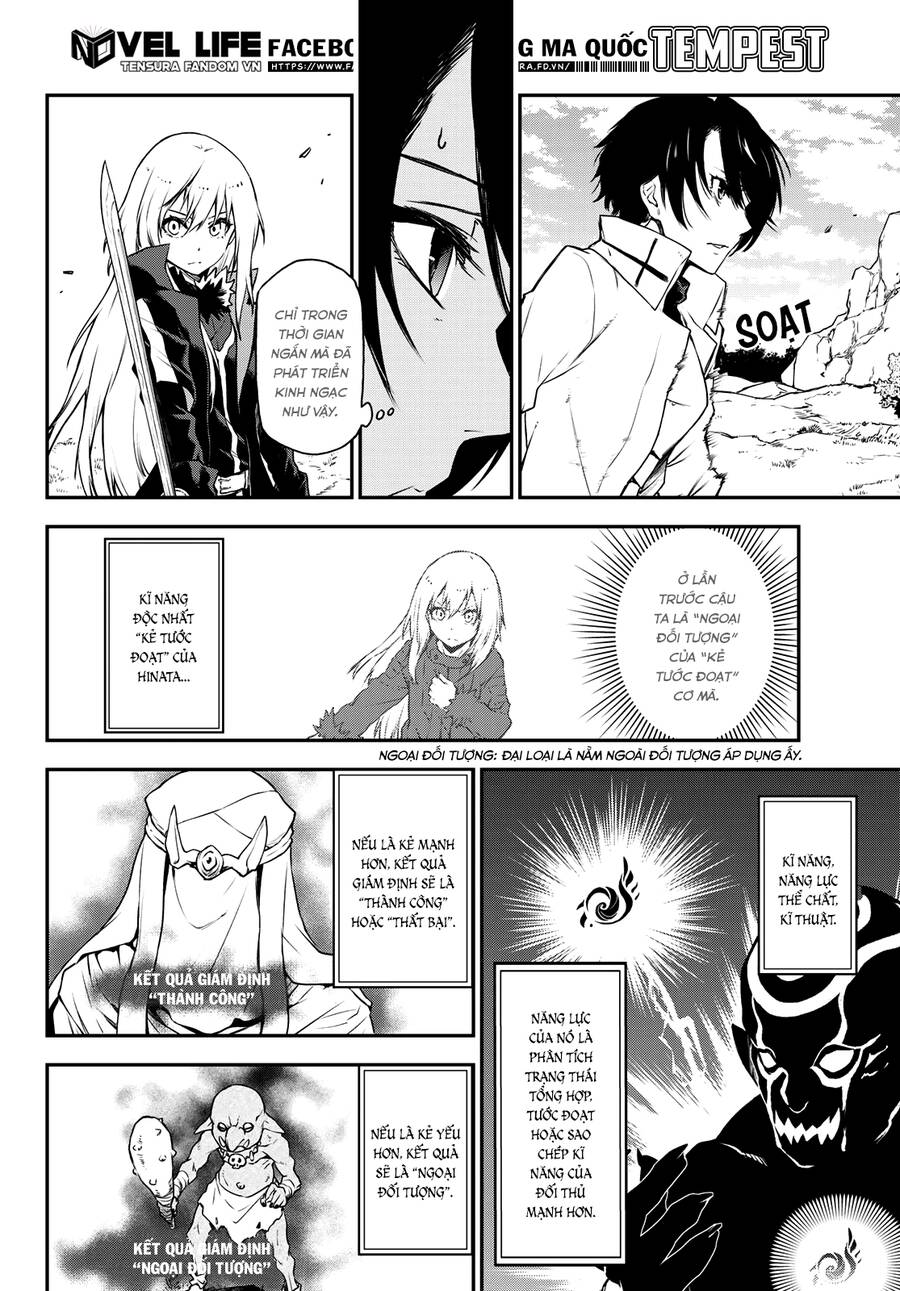 NOVEL LIFE
TENSURA FANDOM VN
FACEBO
HTTPS://WWW.FA
G MA QUỐC
RA.FD.VN/
TEMPEST
SOẠT
CHỈ TRONG
THỜI GIAN
NGẮN MÀ ĐÃ
PHÁT TRIỂN
KINH NGẠC
NHƯ VẬY.
Ở LẦN
TRƯỚC CẬU
TA LÀ “NGOẠI
ĐỐI TƯỢNG”
CỦA “KẺ
TƯỚC ĐOẠT”
CƠ MÀ.
KĨ NĂNG
ĐỘC NHẤT
“KẺ TƯỚC
ĐOẠT” CỦA
HINATA...
NGOẠI ĐỐI TƯỢNG: ĐẠI LOẠI LÀ NẰM NGOÀI ĐỐI TƯỢNG ÁP DỤNG ẤY.
KĨ NĂNG,
NĂNG LỰC
THỂ CHẤT,
KĨ THUẬT.
NĂNG LỰC
CỦA NÓ LÀ
PHÂN TÍCH
TRẠNG THÁI
TỔNG HỢP,
TƯỚC ĐOẠT
HOẶC SAO
CHÉP KĨ
NĂNG CỦA
ĐỐI THỦ
MẠNH HƠN.
NẾU LÀ KẺ MẠNH
HƠN, KẾT QUẢ
GIÁM ĐỊNH SẼ LÀ
“THÀNH CÔNG”
HOẶC “THẤT BẠI”.
KẾT QUẢ GIÁM ĐỊNH
“THÀNH CÔNG”
NẾU LÀ KẺ YẾU
HƠN, KẾT QUẢ
SẼ LÀ “NGOẠI
ĐỐI TƯỢNG”.
KẾT QUẢ GIÁM ĐỊNH
“NGOẠI ĐỐI TƯỢNG”